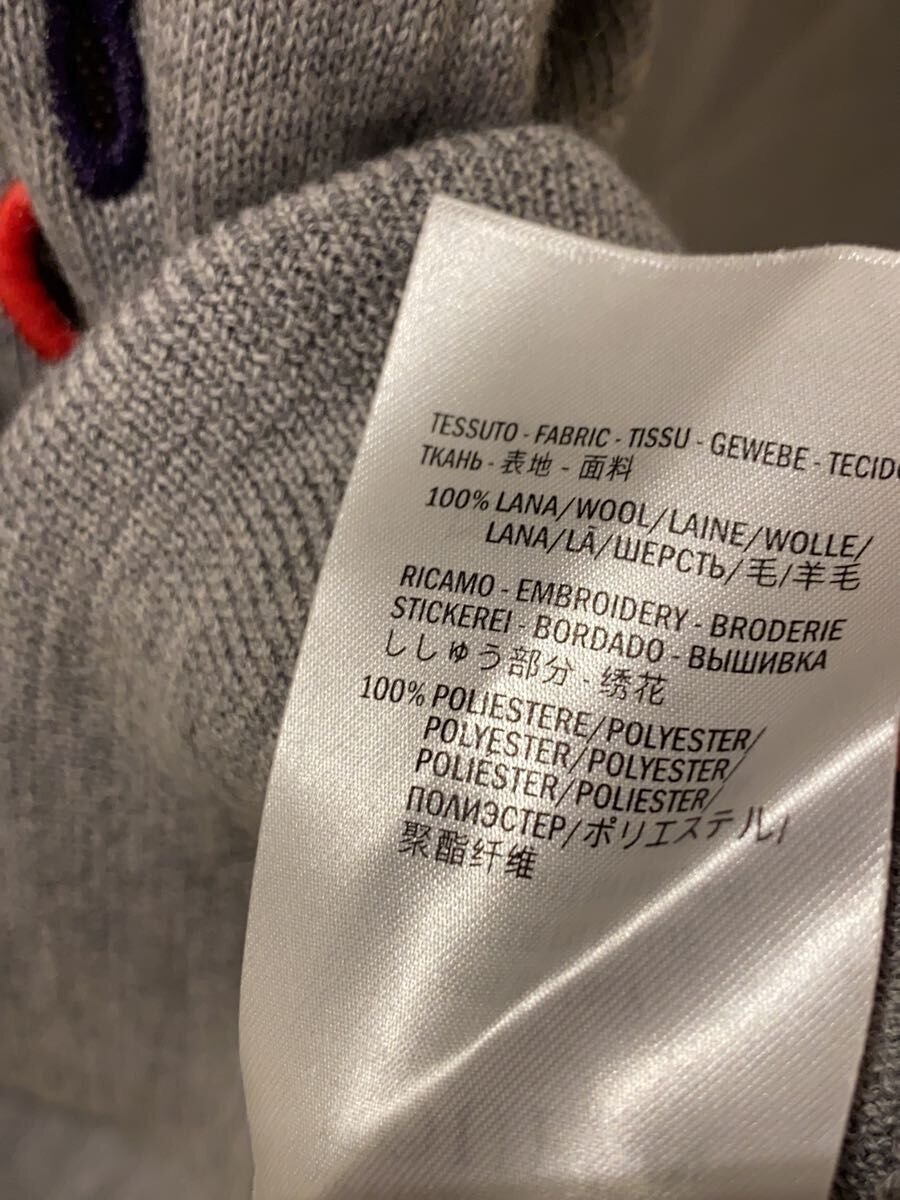 TESSUTO - FABRIC - TISSU - GEWEBE - TECIDO
ТКАНЬ - 表地 - 面料
100% LANA/WOOL/LAINE/WOLLE/
LANA/LÃ/ШЕРСТЬ/毛/羊毛
RICAMO - EMBROIDERY - BRODERIE
STICKEREI - BORDADO - ВЫШИВКА
ししゅう部分 - 绣花
100% POLIESTERE/POLYESTER/
POLYESTER/POLYESTER/
POLIÉSTER/POLIESTER/
ПОЛИЭСТЕР/ポリエステル/
聚酯纤维